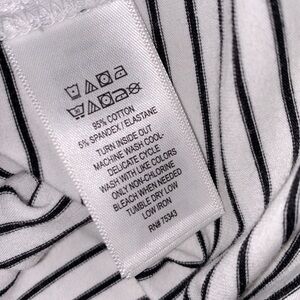 95% COTTON
5% SPANDEX / ELASTANE
TURN INSIDE OUT
MACHINE WASH COOL-
DELICATE CYCLE
WASH WITH LIKE COLORS
ONLY NON-CHLORINE
BLEACH WHEN NEEDED
TUMBLE DRY LOW
LOW IRON
RN# 75343